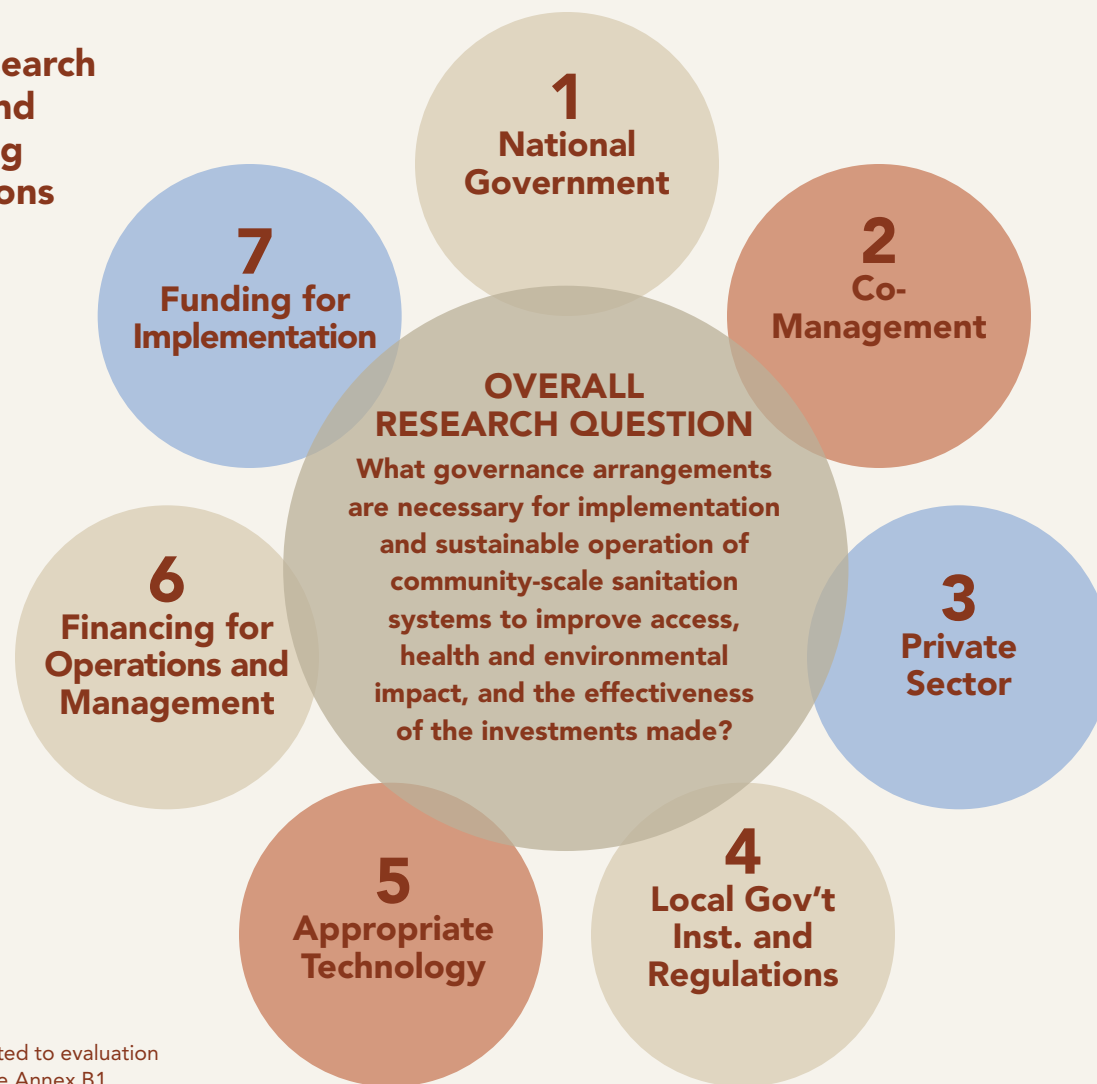 earch
nd
g
ons
1
National
Government
2
Co-
Management
3
Private
Sector
4
Local Gov't
Inst. and
Regulations
5
Appropriate
Technology
6
Financing for
Operations and
Management
7
Funding for
Implementation
OVERALL
RESEARCH QUESTION
What governance arrangements
are necessary for implementation
and sustainable operation of
community-scale sanitation
systems to improve access,
health and environmental
impact, and the effectiveness
of the investments made?
ted to evaluation
e Annex B1